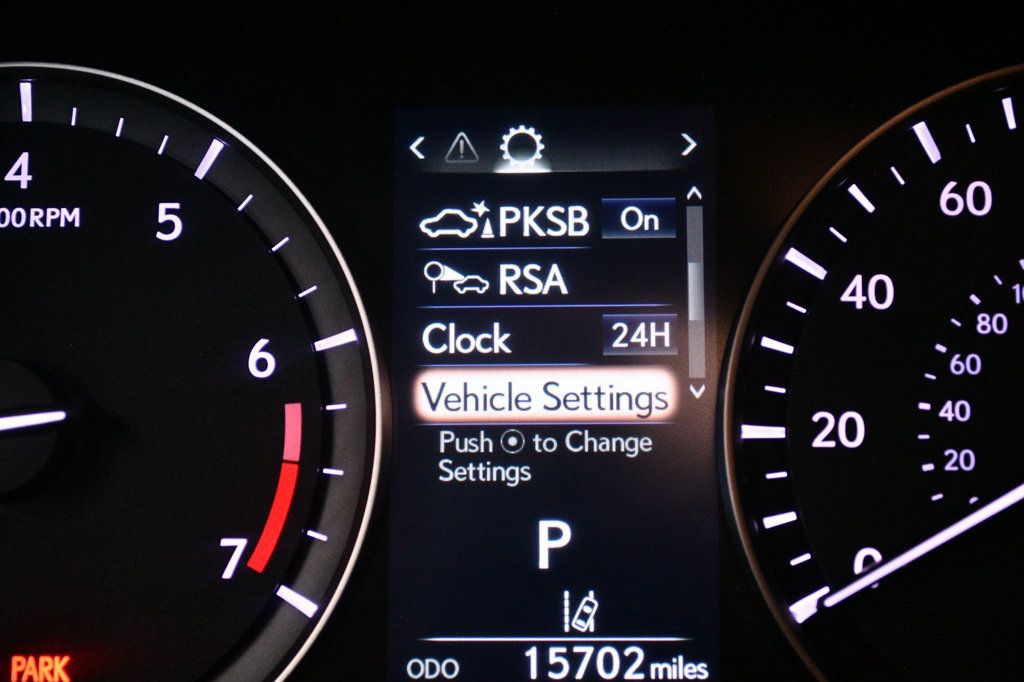 4
00RPM
5
6
7
PARK
PKSB On
RSA
Clock 24H
Vehicle Settings
Push to Change
Settings
P
ODO 15702 miles
60
40
20
0
80
60
40
20